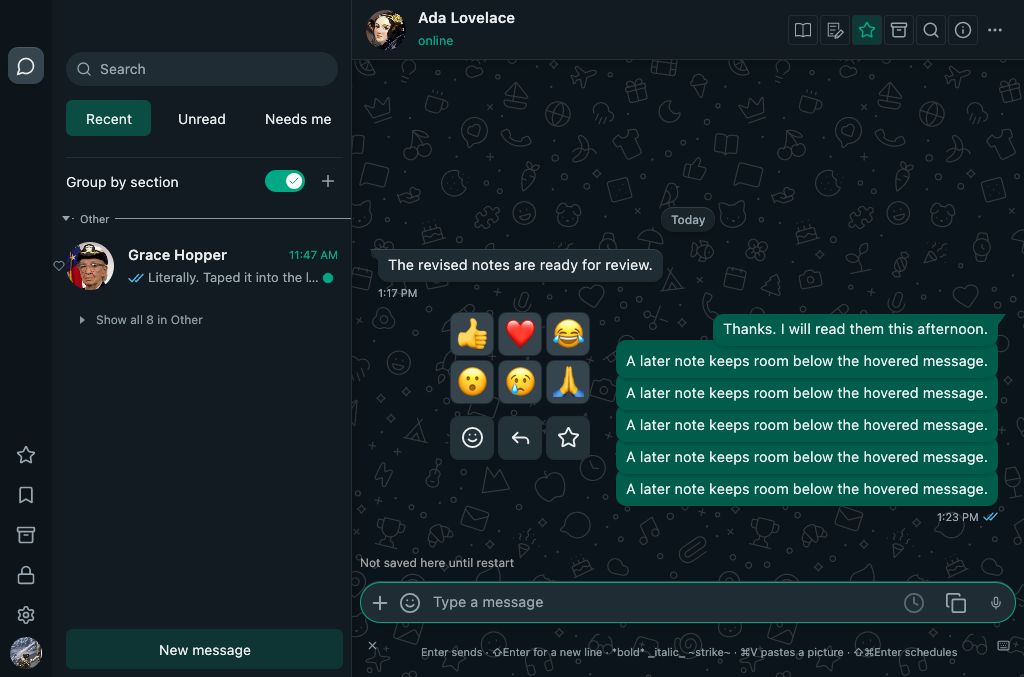 Ada Lovelace
online
Search
Recent
Unread
Needs me
Group by section
Other
Grace Hopper
11:47 AM
Literally. Taped it into the l...
Show all 8 in Other
New message
Today
The revised notes are ready for review.
1:17 PM
Thanks. I will read them this afternoon.
A later note keeps room below the hovered message.
A later note keeps room below the hovered message.
A later note keeps room below the hovered message.
A later note keeps room below the hovered message.
A later note keeps room below the hovered message.
1:23 PM
Not saved here until restart
Type a message
Enter sends · ⇧Enter for a new line · *bold* _italic_ ~strike~ · ⌘V pastes a picture · ⇧⌘Enter schedules